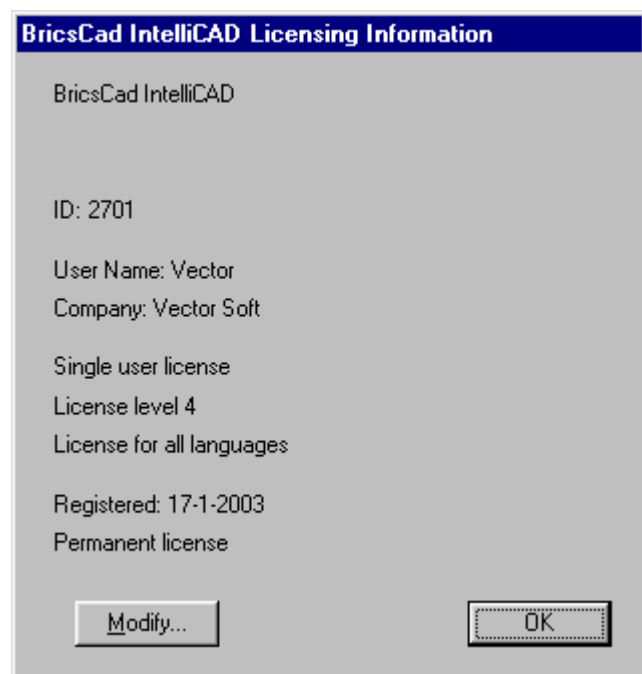 BricsCad IntelliCAD Licensing Information
BricsCad IntelliCAD
ID: 2701
User Name: Vector
Company: Vector Soft
Single user license
License level 4
License for all languages
Registered: 17-1-2003
Permanent license
Modify...
OK